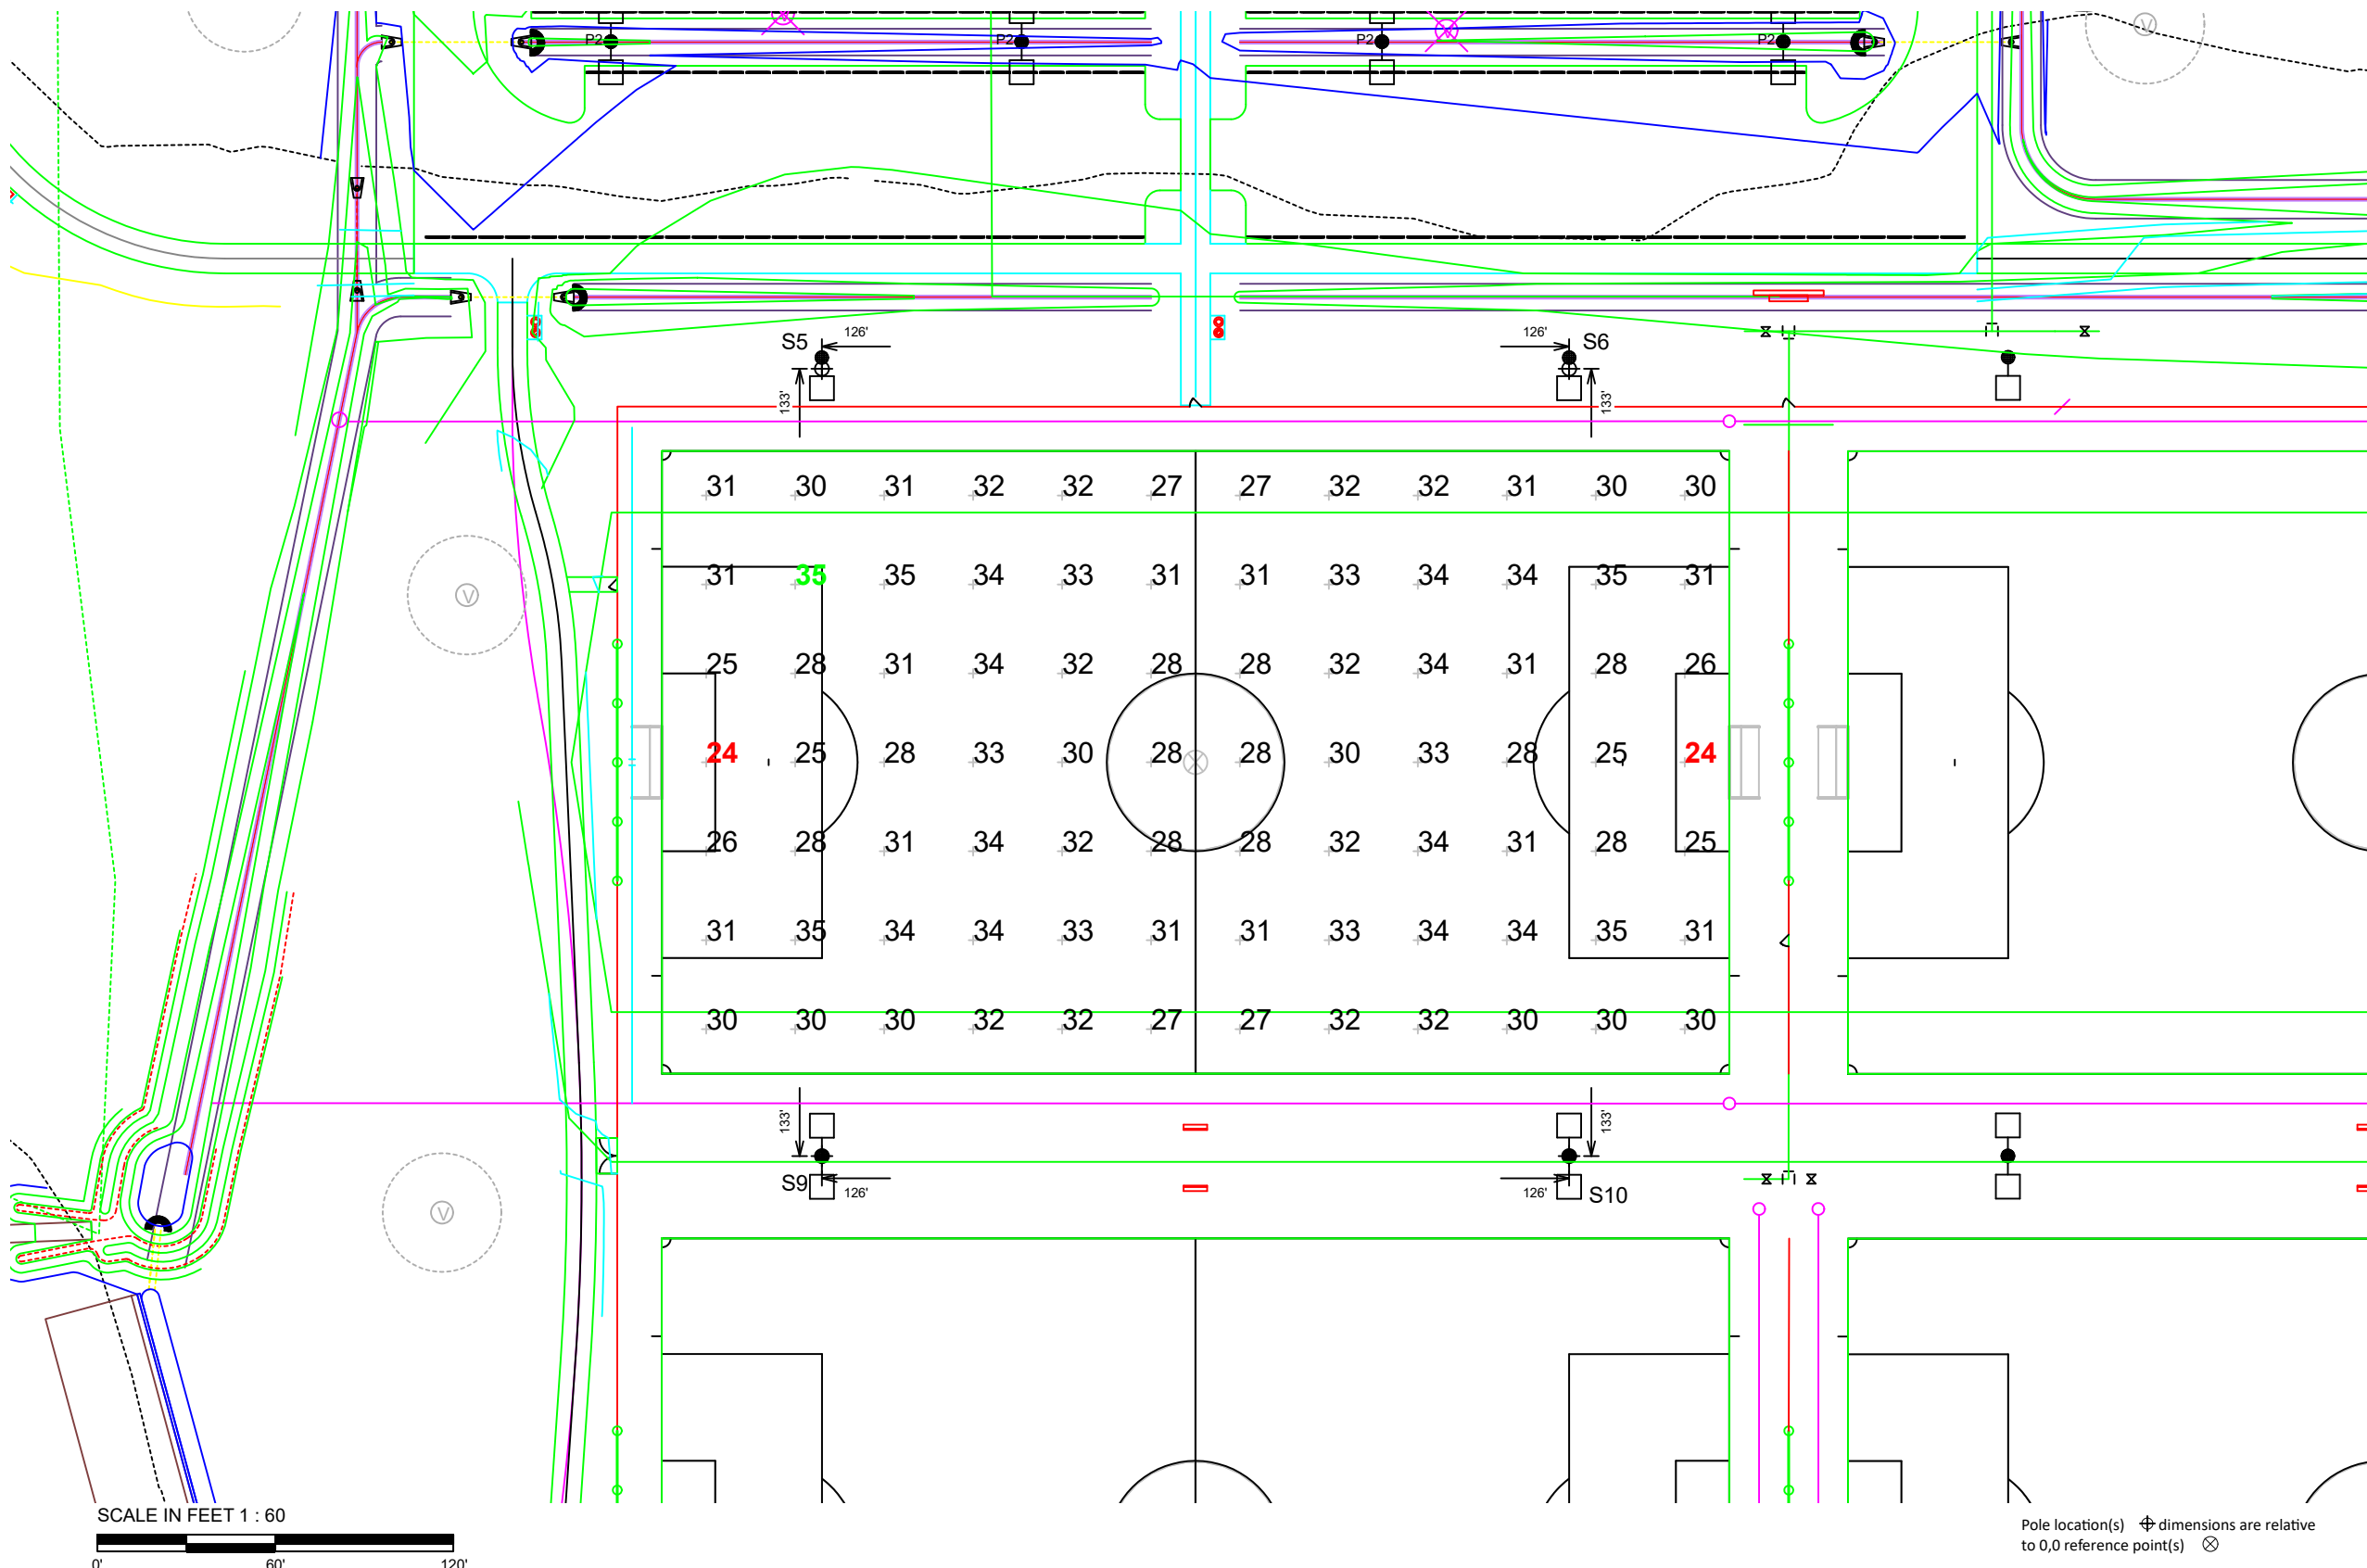 P2 P2 P2 P2
V
S5 126' 126' S6
133' 133'
31 30 31 32 32 27 27 32 32 31 30 30
31 35 35 34 33 31 31 33 34 34 35 31
V
25 28 31 34 32 28 28 32 34 31 28 26
24 25 28 33 30 28 28 30 33 28 25 24
26 28 31 34 32 28 28 32 34 31 28 25
31 35 34 34 33 31 31 33 34 34 35 31
30 30 30 32 32 27 27 32 32 30 30 30
133' 133'
S9 126' 126' S10
V
SCALE IN FEET 1 : 60
0' 60' 120'
Pole location(s) dimensions are relative
to 0,0 reference point(s)